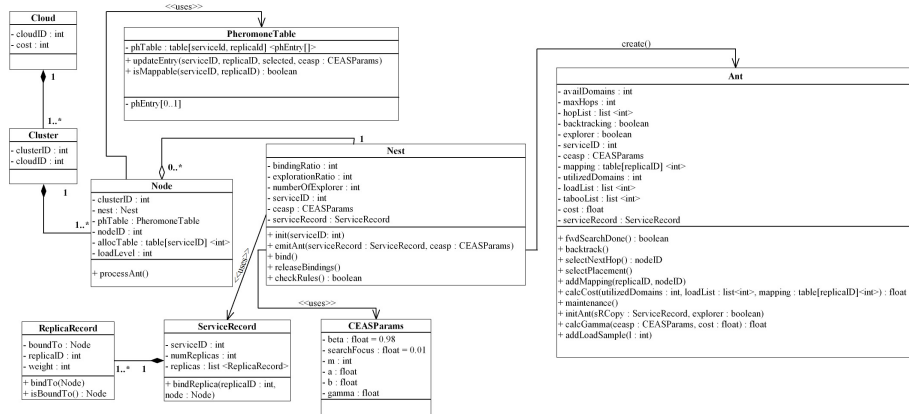 Cloud
- cloudID : int
- cost : int
1
1..*
Cluster
- clusterID : int
- cloudID : int
1
1..*
<<uses>>
PheromoneTable
- phTable : table[serviceId, replicaId] <phEntry[]>
+ updateEntry(serviceID, replicaID, selected, ceasp : CEASParams)
+ isMappable(serviceID, replicaID) : boolean
- phEntry[0..1]
Node
- clusterID : int
- nest : Nest
- phTable : PheromoneTable
- nodeID : int
- allocTable : table[serviceID] <int>
- loadLevel : int
+ processAnt()
0..*
1
Nest
- bindingRatio : int
- explorationRatio : int
- numberOfExplorer : int
- serviceID : int
- ceasp : CEASParams
- serviceRecord : ServiceRecord
+ init(serviceID: int)
+ emitAnt(serviceRecord : ServiceRecord, ceasp : CEASParams)
+ bind()
+ releaseBindings()
+ checkRules() : boolean
create()
Ant
- availDomains : int
- maxHops : int
- hopList : list <int>
- backtracking : boolean
- explorer : boolean
- serviceID : int
- ceasp : CEASParams
- mapping : table[replicaID] <int>
- utilizedDomains : int
- loadList : list <int>
- tabooList : list <int>
- cost : float
- serviceRecord : ServiceRecord
+ fwdSearchDone() : boolean
+ backtrack()
+ selectNextHop() : nodeID
+ selectPlacement()
+ addMapping(replicaID, nodeID)
+ calcCost(utilizedDomains : int, loadList : list<int>, mapping : table[replicaID]<int>) : float
+ maintenance()
+ initAnt(sRCopy : ServiceRecord, explorer : boolean)
+ calcGamma(ceasp : CEASParams, cost : float) : float
+ addLoadSample(l : int)
<<uses>>
<<uses>>
ReplicaRecord
- boundTo : Node
- replicaID : int
- weight : int
+ bindTo(Node)
+ isBoundTo() : Node
1..*
1
ServiceRecord
- serviceID : int
- numReplicas : int
- replicas : list <ReplicaRecord>
+ bindReplica(replicaID : int,
node : Node)
CEASParams
- beta : float = 0.98
- searchFocus : float = 0.01
- m : int
- a : float
- b : float
- gamma : float